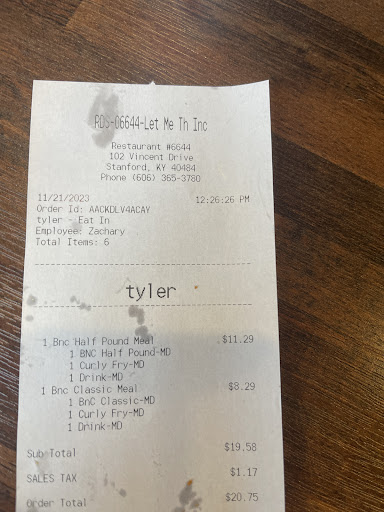 RDS-06644-Let Me Th Inc
Restaurant #6644
102 Vincent Drive
Stanford, KY 40484
Phone (606) 365-3780
11/21/2023 12:26:26 PM
Order Id: AACKDLV4ACAY
tyler - Eat In
Employee: Zachary
Total Items: 6
tyler
1 Bnc Half Pound Meal $11.29
1 BNC Half Pound-MD
1 Curly Fry-MD
1 Drink-MD
1 Bnc Classic Meal $8.29
1 BnC Classic-MD
1 Curly Fry-MD
1 Drink-MD
Sub Total $19.58
SALES TAX $1.17
Order Total $20.75